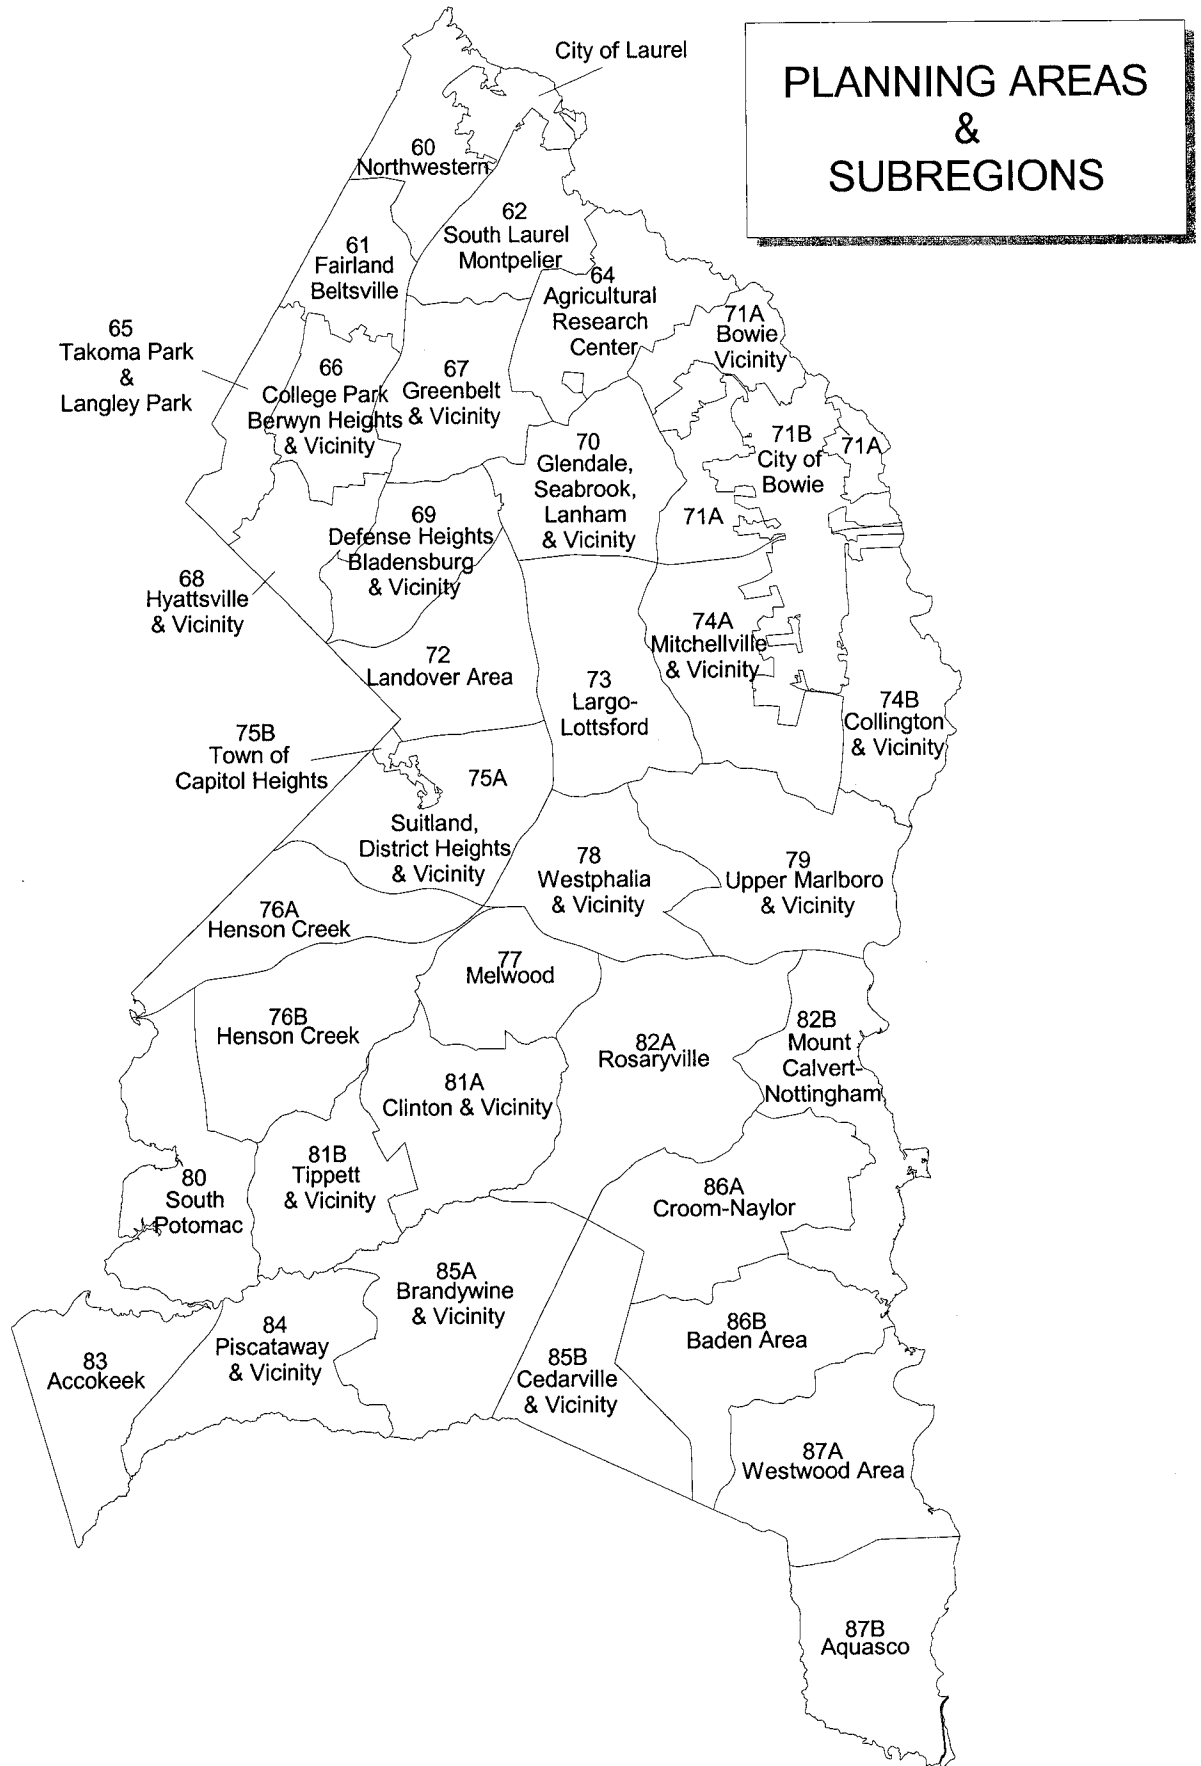 PLANNING AREAS
&
SUBREGIONS
City of Laurel
60
Northwestern
62
South Laurel
Montpelier
61
Fairland
Beltsville
64
Agricultural
Research
Center
71A
Bowie
Vicinity
65
Takoma Park
&
Langley Park
66
College Park
Berwyn Heights
& Vicinity
67
Greenbelt
& Vicinity
70
Glendale,
Seabrook,
Lanham
& Vicinity
71B
City of
Bowie
71A
71A
69
Defense Heights
Bladensburg
& Vicinity
68
Hyattsville
& Vicinity
72
Landover Area
73
Largo-
Lottsford
74A
Mitchellville
& Vicinity
74B
Collington
& Vicinity
75B
Town of
Capitol Heights
75A
Suitland,
District Heights
& Vicinity
78
Westphalia
& Vicinity
79
Upper Marlboro
& Vicinity
76A
Henson Creek
77
Melwood
76B
Henson Creek
82A
Rosaryville
82B
Mount
Calvert-
Nottingham
81A
Clinton & Vicinity
81B
Tippett
& Vicinity
80
South
Potomac
86A
Croom-Naylor
85A
Brandywine
& Vicinity
86B
Baden Area
84
Piscataway
& Vicinity
83
Accokeek
85B
Cedarville
& Vicinity
87A
Westwood Area
87B
Aquasco